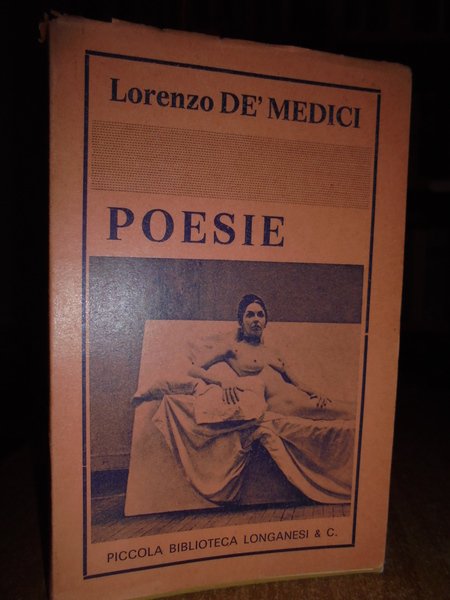 Lorenzo DE' MEDICI
POESIE
PICCOLA BIBLIOTECA LONGANESI & C.